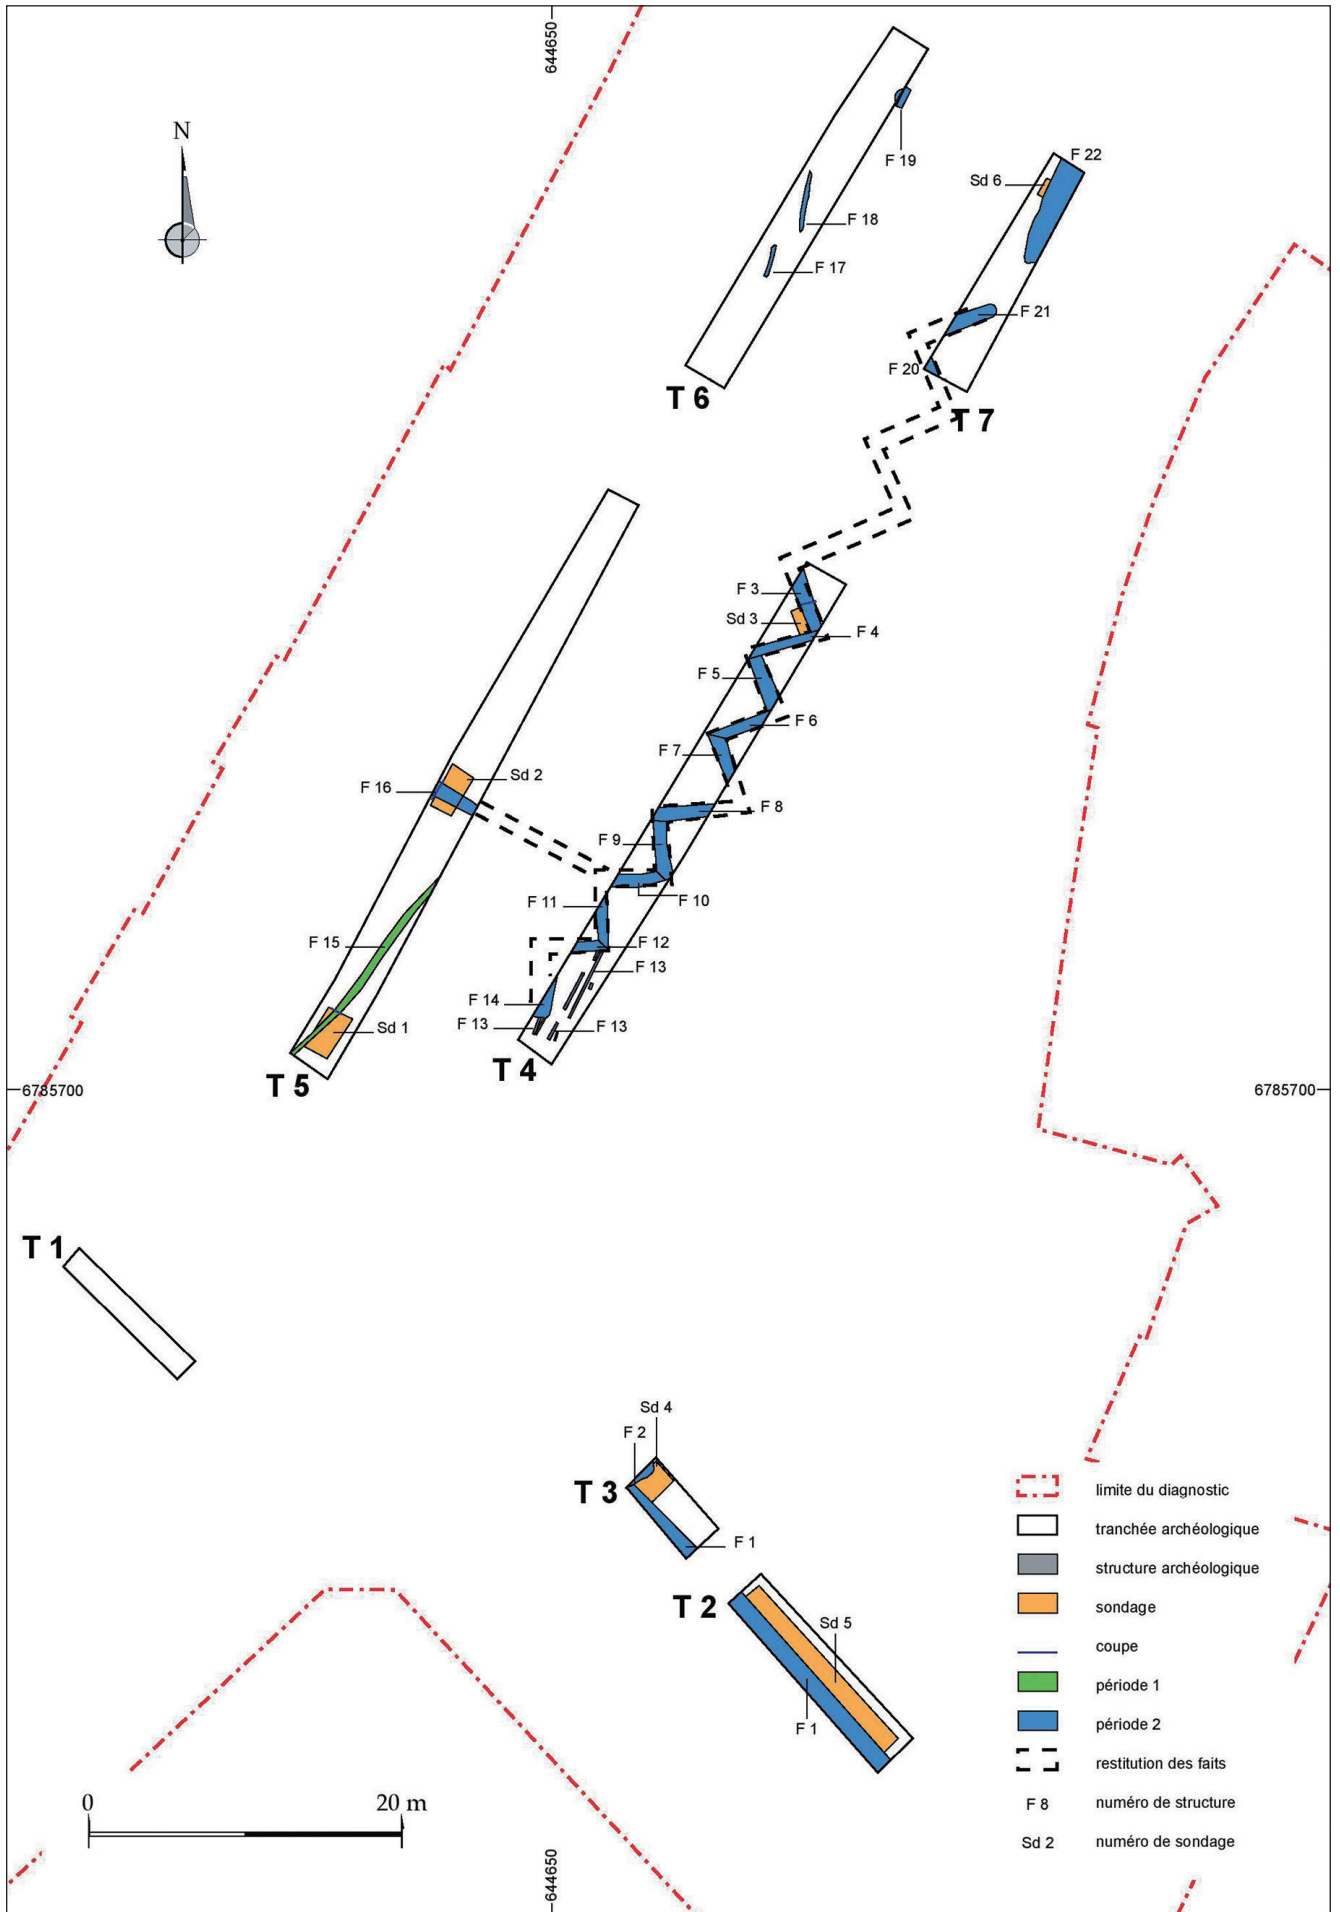 644650
N
F 19
F 22
Sd 6
F 18
F 17
F 21
F 20
T 6
T 7
F 3
Sd 3
F 4
F 5
F 6
F 7
Sd 2
F 16
F 8
F 9
F 10
F 11
F 15
F 12
F 13
F 14
F 13
F 13
Sd 1
T 4
T 5
6785700
6785700
T 1
Sd 4
F 2
T 3
F 1
T 2
Sd 5
F 1
limite du diagnostic
tranchée archéologique
structure archéologique
sondage
coupe
période 1
période 2
restitution des faits
F 8 numéro de structure
Sd 2 numéro de sondage
0 20 m
644650